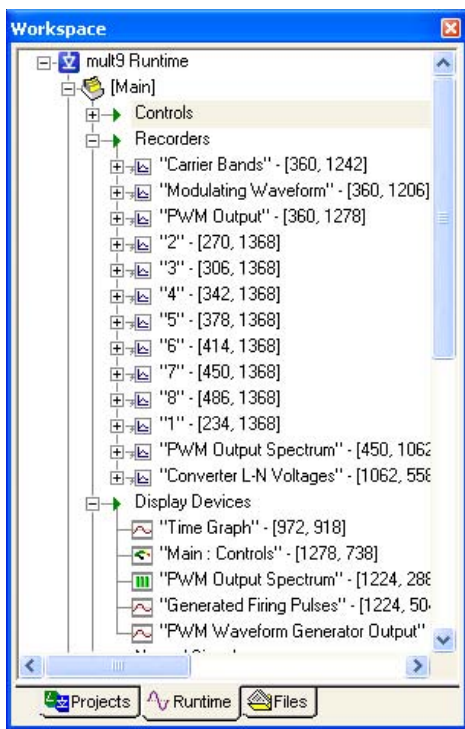 Workspace
mult9 Runtime
[Main]
Controls
Recorders
"Carrier Bands" - [360, 1242]
"Modulating Waveform" - [360, 1206]
"PWM Output" - [360, 1278]
"2" - [270, 1368]
"3" - [306, 1368]
"4" - [342, 1368]
"5" - [378, 1368]
"6" - [414, 1368]
"7" - [450, 1368]
"8" - [486, 1368]
"1" - [234, 1368]
"PWM Output Spectrum" - [450, 1062
"Converter L-N Voltages" - [1062, 558
Display Devices
"Time Graph" - [972, 918]
"Main : Controls" - [1278, 738]
"PWM Output Spectrum" - [1224, 288
"Generated Firing Pulses" - [1224, 50
"PWM Waveform Generator Output"
Projects Runtime Files